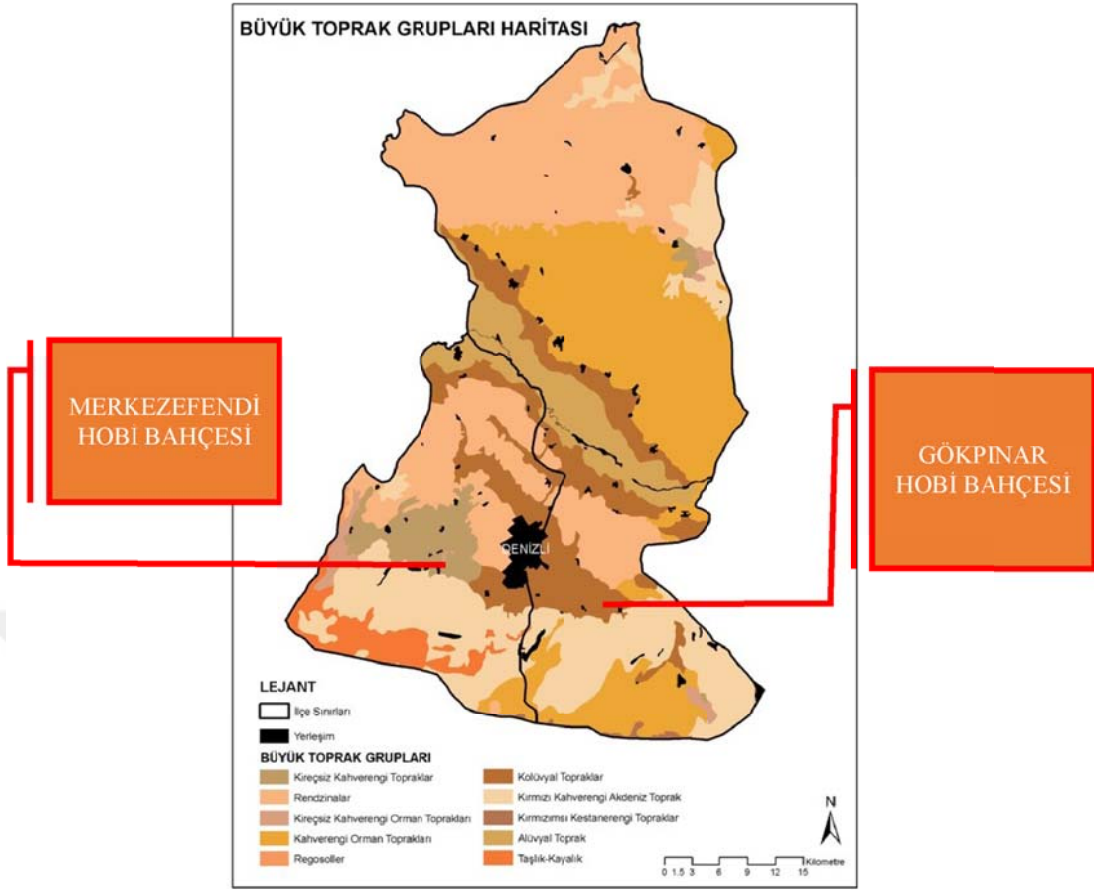 BÜYÜK TOPRAK GRUPLARI HARİTASI
MERKEZEFENDİ
HOBİ BAHÇESİ
GÖKPINAR
HOBİ BAHÇESİ
DENİZLİ
LEJANT
İlçe Sınırları
Yerleşim
BÜYÜK TOPRAK GRUPLARI
Kireçsiz Kahverengi Topraklar
Rendzinalar
Kireçsiz Kahverengi Orman Toprakları
Kahverengi Orman Toprakları
Regosoller
Kolüvyal Topraklar
Kırmızı Kahverengi Akdeniz Toprak
Kırmızımsı Kestanerengi Topraklar
Alüvyal Toprak
Taşlık-Kayalık
N
Kilometre
0 1.5 3 6 9 12 15